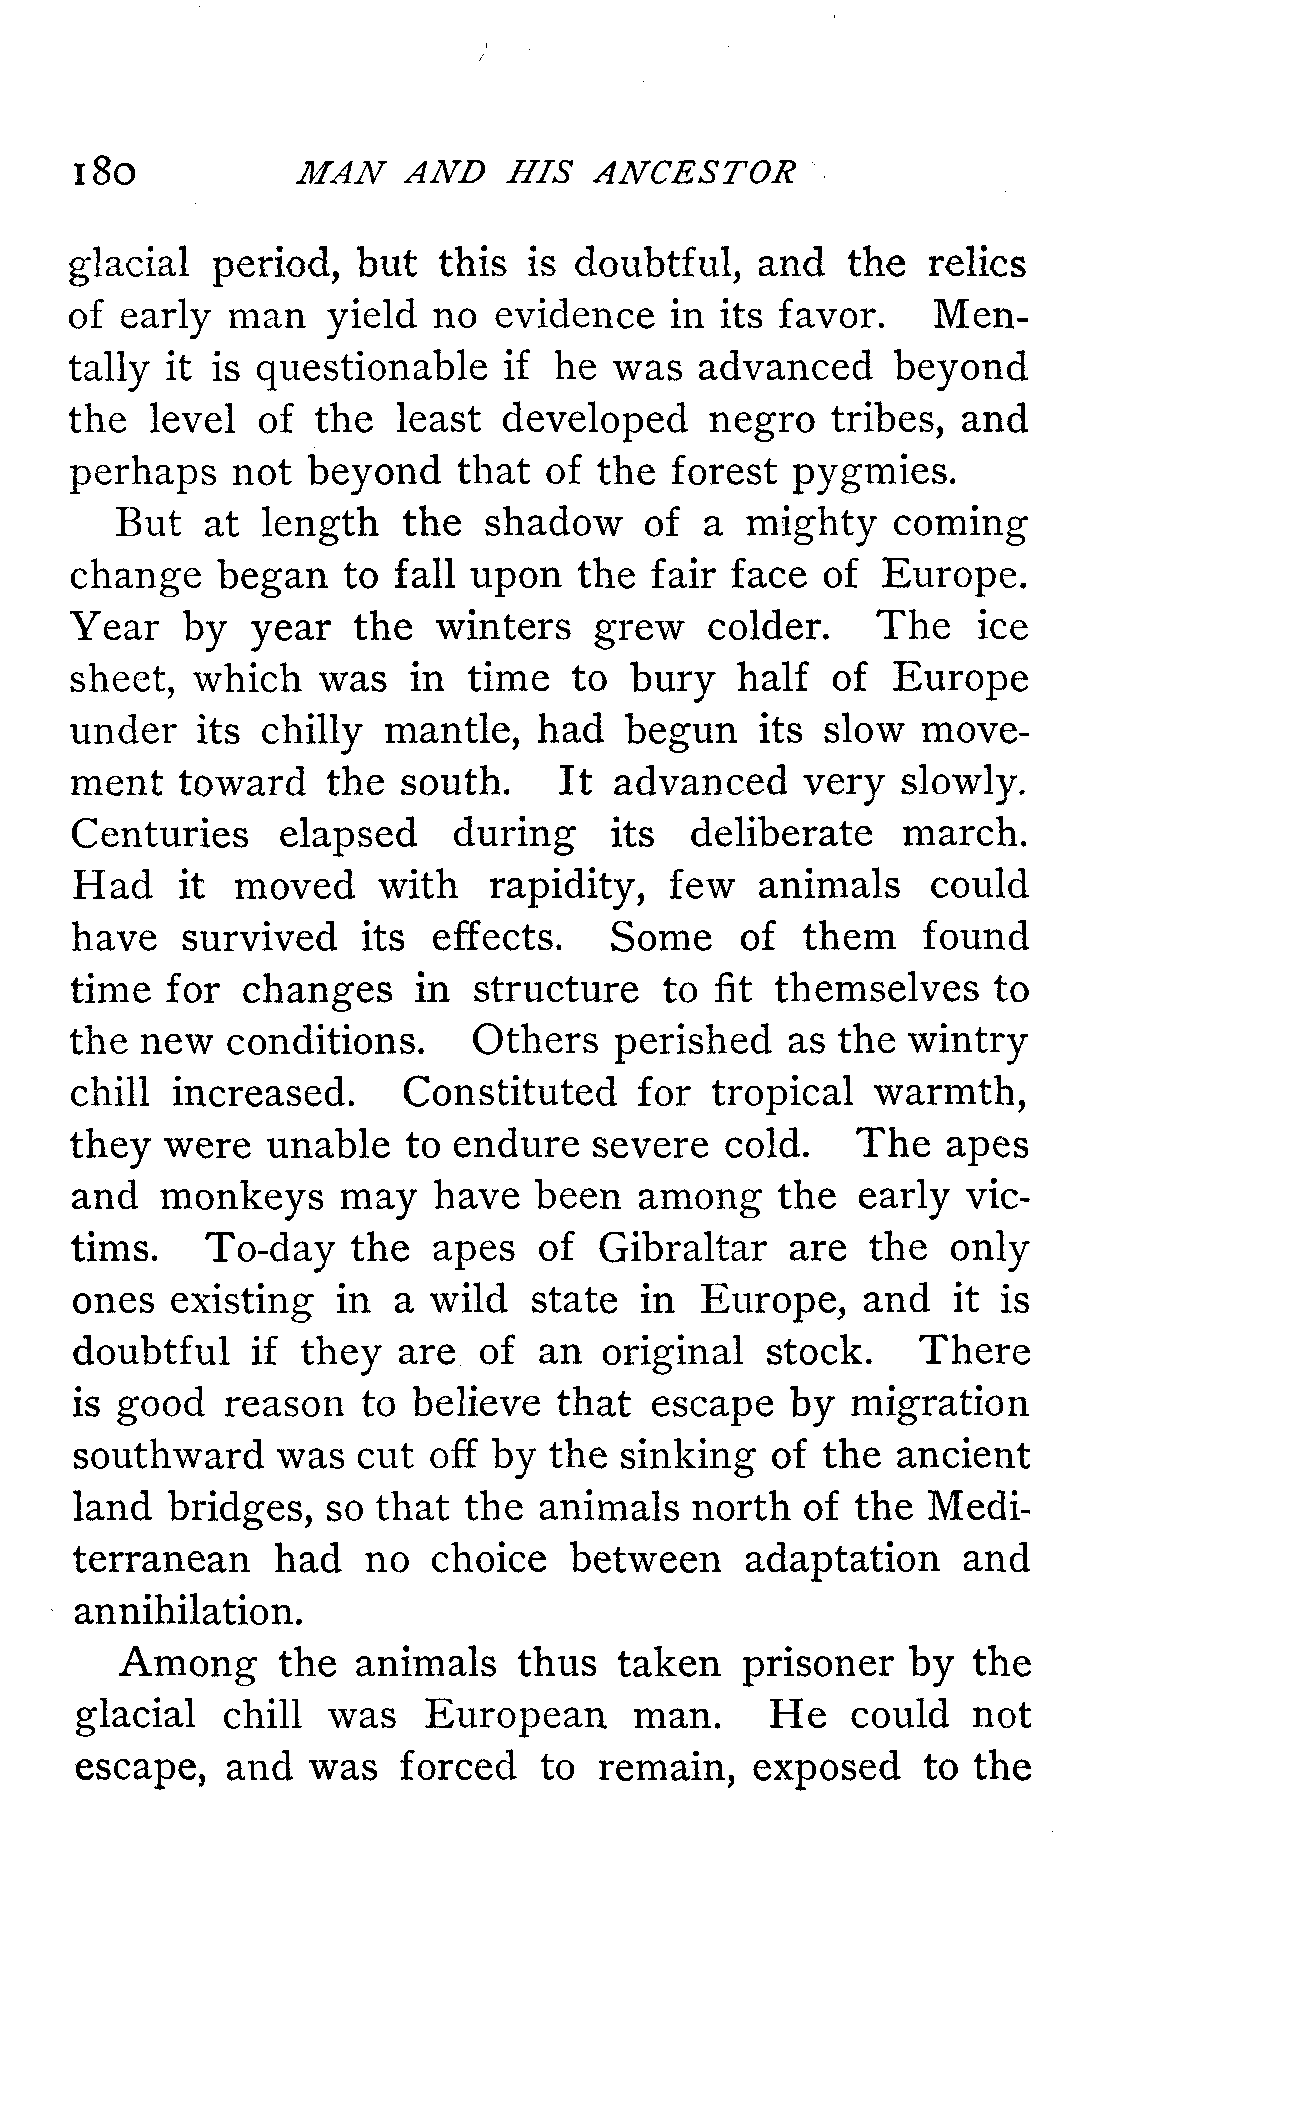 180 MAN AND HIS ANCESTOR
glacial period, but this is doubtful, and the relics
of early man yield no evidence in its favor. Men-
tally it is questionable if he was advanced beyond
the level of the least developed negro tribes, and
perhaps not beyond that of the forest pygmies.
But at length the shadow of a mighty coming
change began to fall upon the fair face of Europe.
Year by year the winters grew colder. The ice
sheet, which was in time to bury half of Europe
under its chilly mantle, had begun its slow move-
ment toward the south. It advanced very slowly.
Centuries elapsed during its deliberate march.
Had it moved with rapidity, few animals could
have survived its effects. Some of them found
time for changes in structure to fit themselves to
the new conditions. Others perished as the wintry
chill increased. Constituted for tropical warmth,
they were unable to endure severe cold. The apes
and monkeys may have been among the early vic-
tims. To-day the apes of Gibraltar are the only
ones existing in a wild state in Europe, and it is
doubtful if they are of an original stock. There
is good reason to believe that escape by migration
southward was cut off by the sinking of the ancient
land bridges, so that the animals north of the Medi-
terranean had no choice between adaptation and
annihilation.
Among the animals thus taken prisoner by the
glacial chill was European man. He could not
escape, and was forced to remain, exposed to the